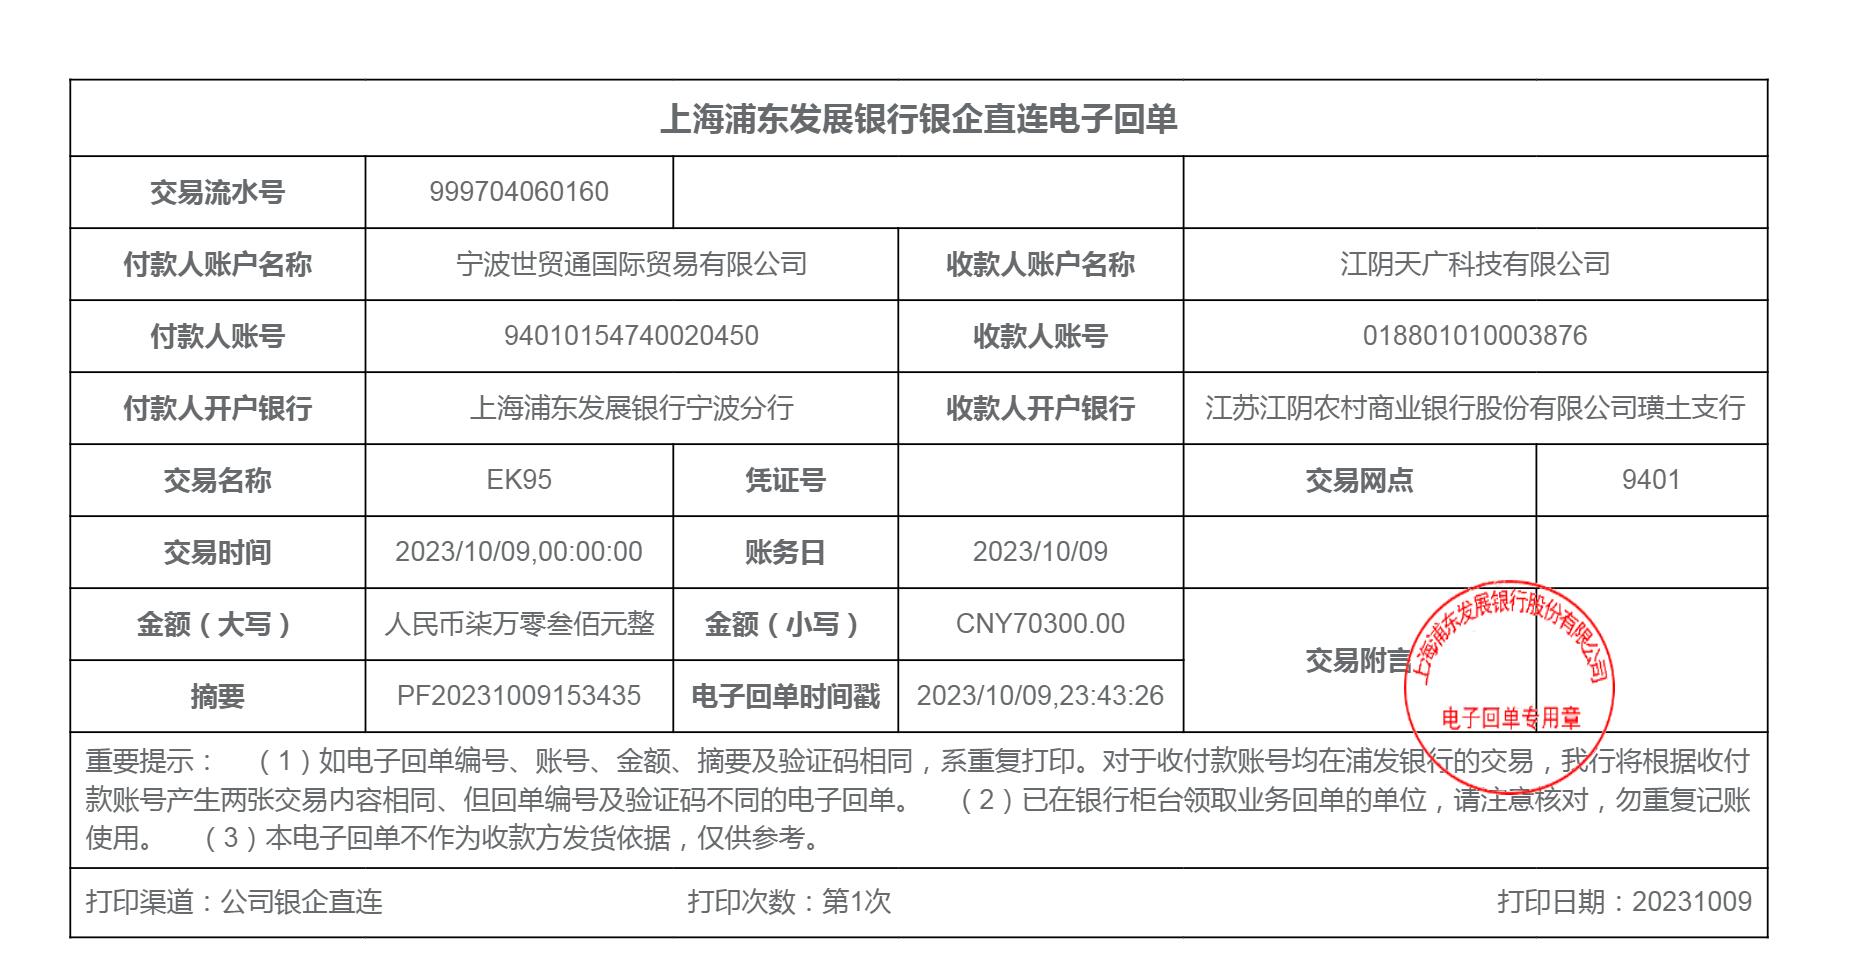 上海浦东发展银行银企直连电子回单
交易流水号 999704060160
付款人账户名称 宁波世贸通国际贸易有限公司 收款人账户名称 江阴天广科技有限公司
付款人账号 94010154740020450 收款人账号 018801010003876
付款人开户银行 上海浦东发展银行宁波分行 收款人开户银行 江苏江阴农村商业银行股份有限公司璜土支行
交易名称 EK95 凭证号 交易网点 9401
交易时间 2023/10/09,00:00:00 账务日 2023/10/09
金额（大写） 人民币柒万零叁佰元整 金额（小写） CNY70300.00
交易附言
摘要 PF20231009153435 电子回单时间戳 2023/10/09,23:43:26
上海浦东发展银行股份有限公司
电子回单专用章
重要提示： （1）如电子回单编号、账号、金额、摘要及验证码相同，系重复打印。对于收付款账号均在浦发银行的交易，我行将根据收付
款账号产生两张交易内容相同、但回单编号及验证码不同的电子回单。 （2）已在银行柜台领取业务回单的单位，请注意核对，勿重复记账
使用。 （3）本电子回单不作为收款方发货依据，仅供参考。
打印渠道：公司银企直连 打印次数：第1次 打印日期：20231009